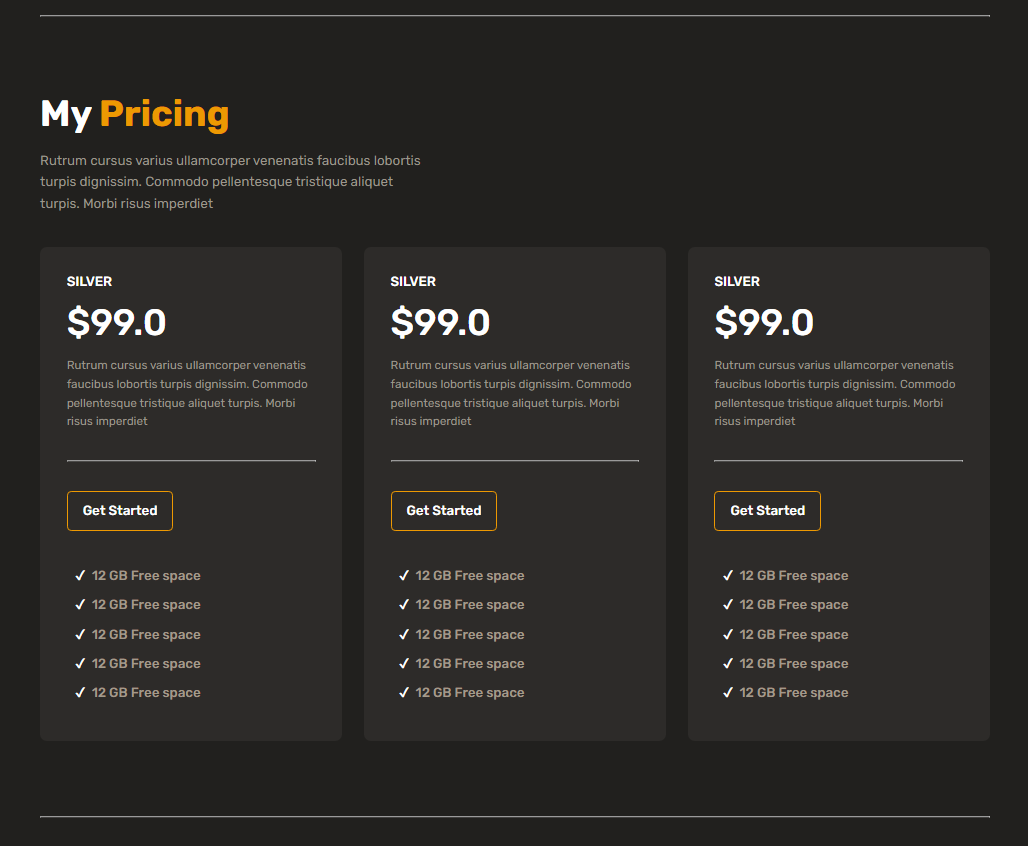 My Pricing
Rutrum cursus varius ullamcorper venenatis faucibus lobortis
turpis dignissim. Commodo pellentesque tristique aliquet
turpis. Morbi risus imperdiet
SILVER
$99.0
Rutrum cursus varius ullamcorper venenatis
faucibus lobortis turpis dignissim. Commodo
pellentesque tristique aliquet turpis. Morbi
risus imperdiet
Get Started
✓ 12 GB Free space
✓ 12 GB Free space
✓ 12 GB Free space
✓ 12 GB Free space
✓ 12 GB Free space
SILVER
$99.0
Rutrum cursus varius ullamcorper venenatis
faucibus lobortis turpis dignissim. Commodo
pellentesque tristique aliquet turpis. Morbi
risus imperdiet
Get Started
✓ 12 GB Free space
✓ 12 GB Free space
✓ 12 GB Free space
✓ 12 GB Free space
✓ 12 GB Free space
SILVER
$99.0
Rutrum cursus varius ullamcorper venenatis
faucibus lobortis turpis dignissim. Commodo
pellentesque tristique aliquet turpis. Morbi
risus imperdiet
Get Started
✓ 12 GB Free space
✓ 12 GB Free space
✓ 12 GB Free space
✓ 12 GB Free space
✓ 12 GB Free space